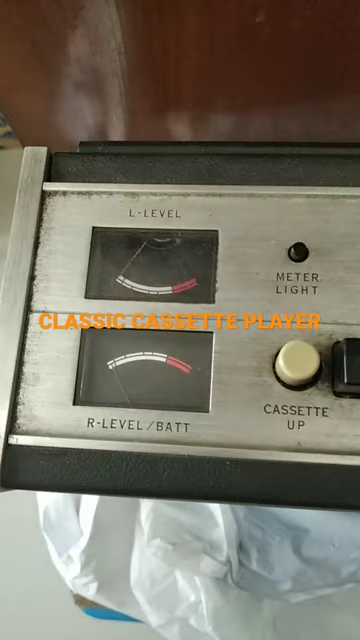 L-LEVEL
METER
LIGHT
CLASSIC CASSETTE PLAYER
R-LEVEL/BATT
CASSETTE
UP